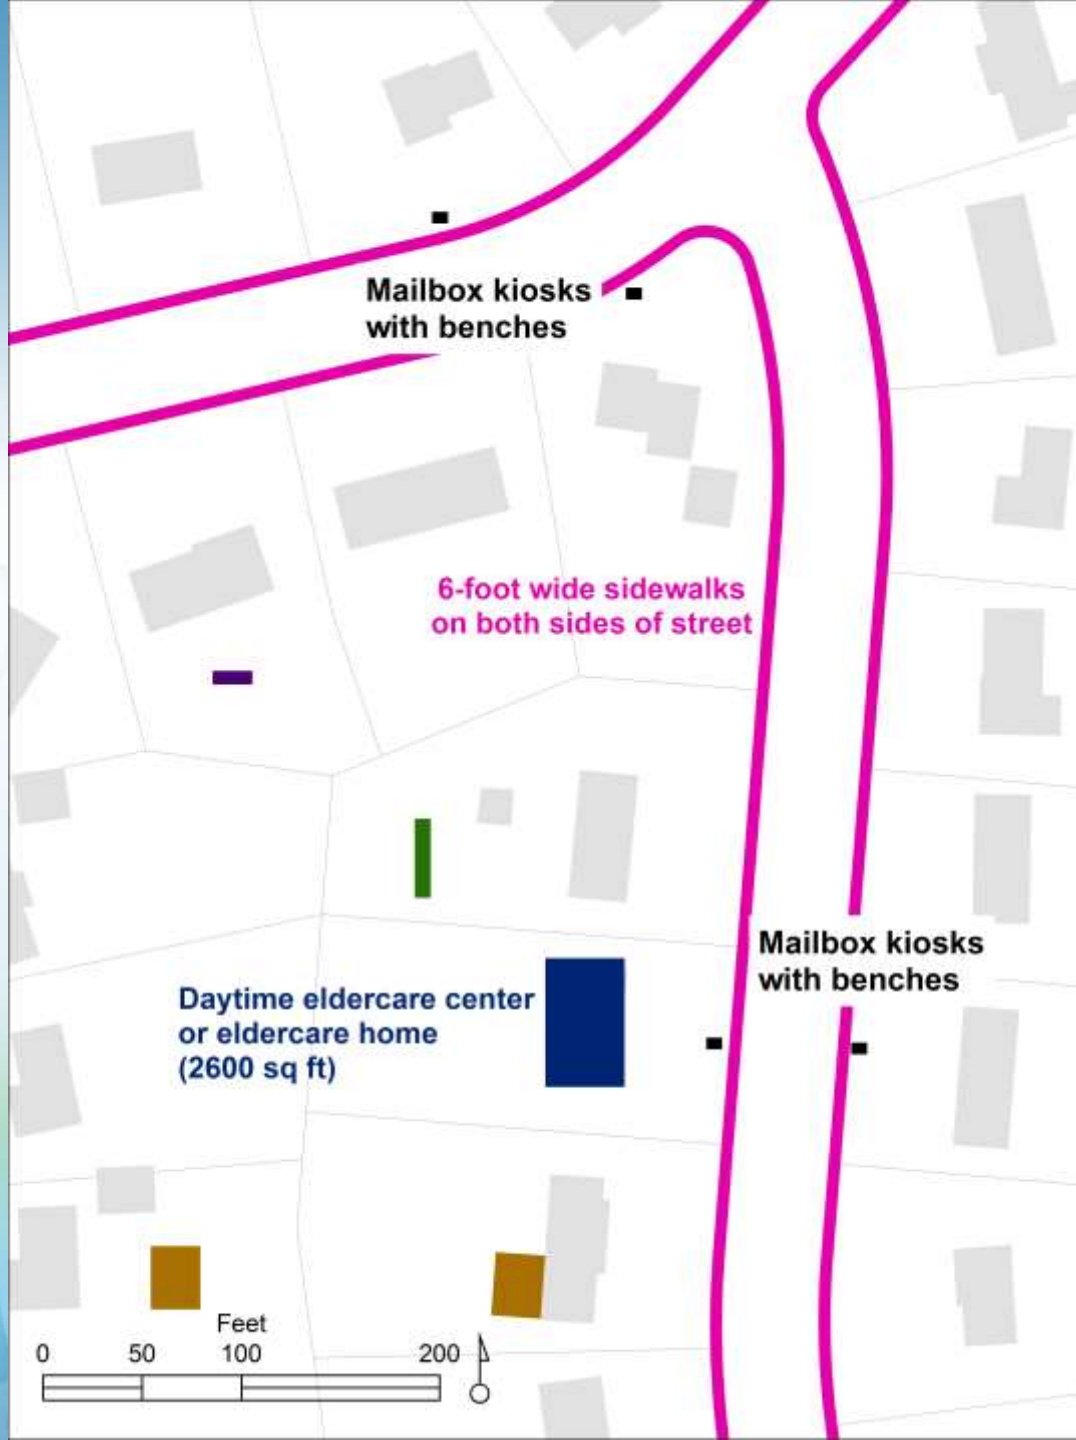 Mailbox kiosks
with benches
6-foot wide sidewalks
on both sides of street
Mailbox kiosks
with benches
Daytime eldercare center
or eldercare home
(2600 sq ft)
Feet
0 50 100 200